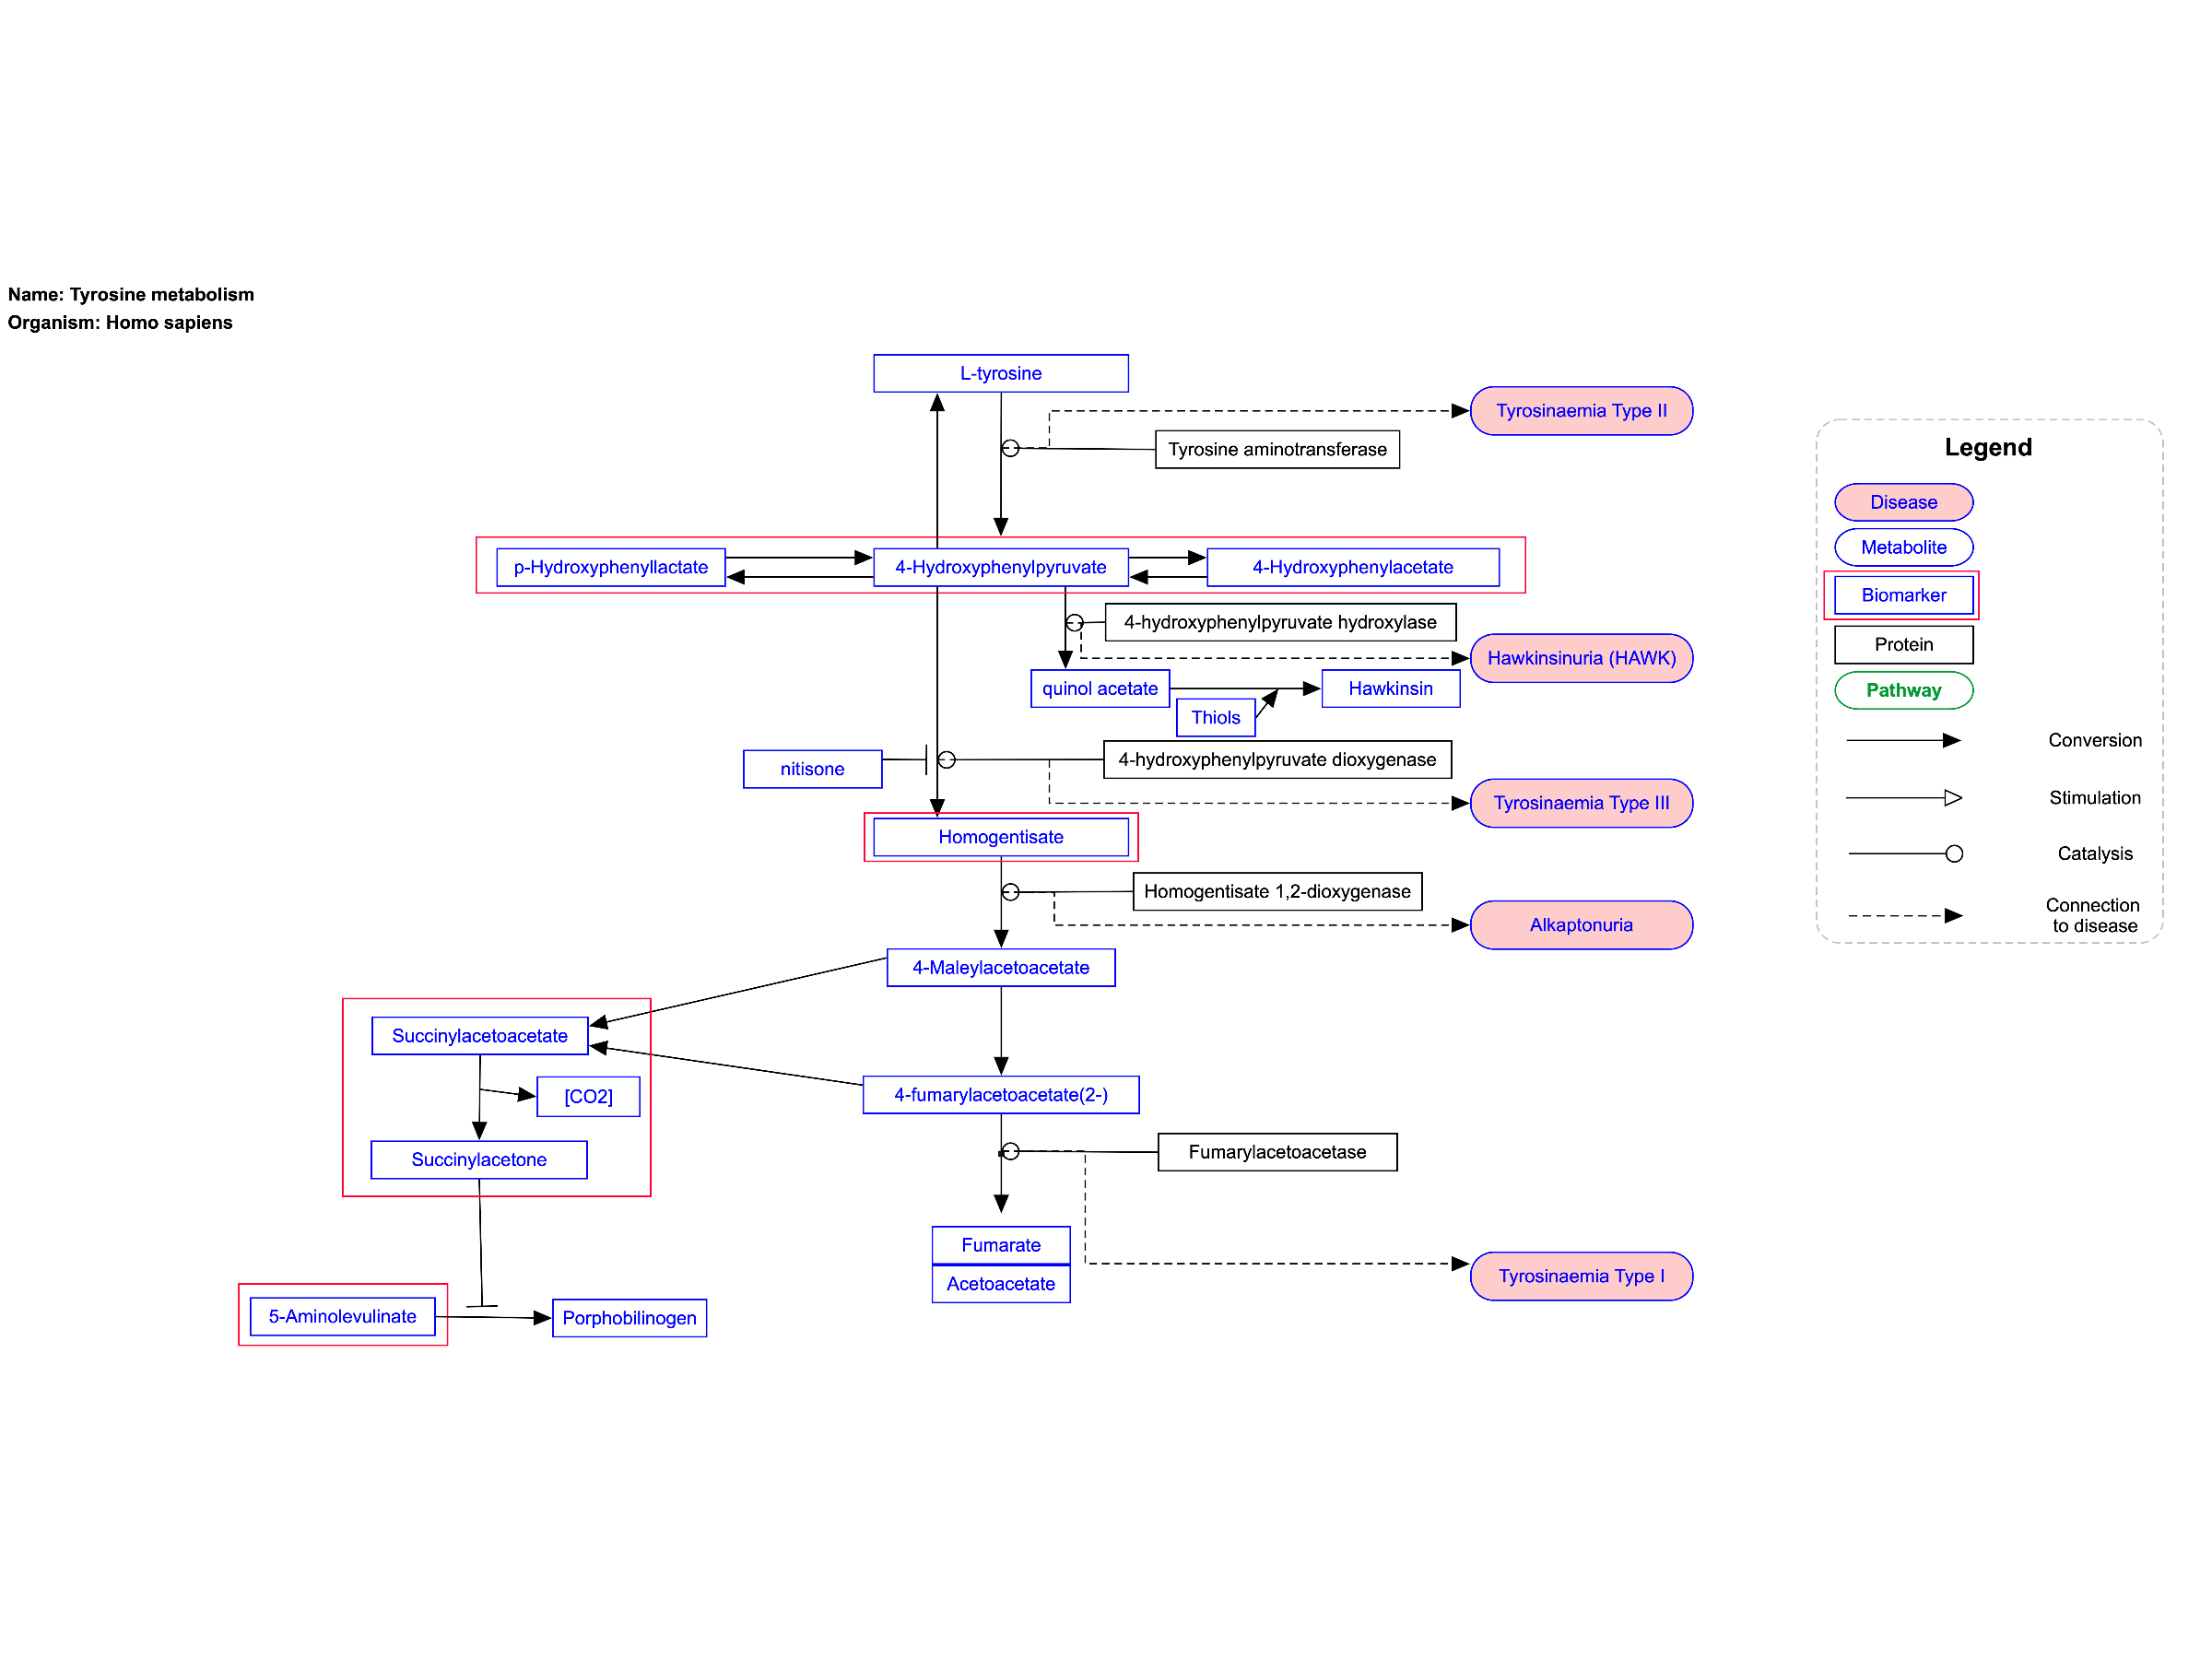 Name: Tyrosine metabolism
Organism: Homo sapiens
L-tyrosine
Tyrosinaemia Type II
Tyrosine aminotransferase
p-Hydroxyphenyllactate
4-Hydroxyphenylpyruvate
4-Hydroxyphenylacetate
4-hydroxyphenylpyruvate hydroxylase
Hawkinsinuria (HAWK)
quinol acetate
Hawkinsin
Thiols
nitisone
4-hydroxyphenylpyruvate dioxygenase
Tyrosinaemia Type III
Homogentisate
Homogentisate 1,2-dioxygenase
Alkaptonuria
4-Maleylacetoacetate
Succinylacetoacetate
[CO2]
4-fumarylacetoacetate(2-)
Succinylacetone
Fumarylacetoacetase
Fumarate
Acetoacetate
Tyrosinaemia Type I
5-Aminolevulinate
Porphobilinogen
Legend
Disease
Metabolite
Biomarker
Protein
Pathway
Conversion
Stimulation
Catalysis
Connection
to disease